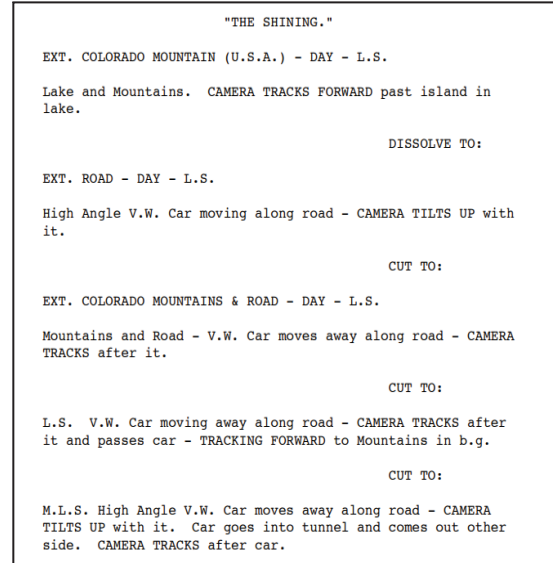 "THE SHINING."
EXT. COLORADO MOUNTAIN (U.S.A.) - DAY - L.S.
Lake and Mountains. CAMERA TRACKS FORWARD past island in
lake.
DISSOLVE TO:
EXT. ROAD - DAY - L.S.
High Angle V.W. Car moving along road - CAMERA TILTS UP with
it.
CUT TO:
EXT. COLORADO MOUNTAINS & ROAD - DAY - L.S.
Mountains and Road - V.W. Car moves away along road - CAMERA
TRACKS after it.
CUT TO:
L.S. V.W. Car moving away along road - CAMERA TRACKS after
it and passes car - TRACKING FORWARD to Mountains in b.g.
CUT TO:
M.L.S. High Angle V.W. Car moves away along road - CAMERA
TILTS UP with it. Car goes into tunnel and comes out other
side. CAMERA TRACKS after car.